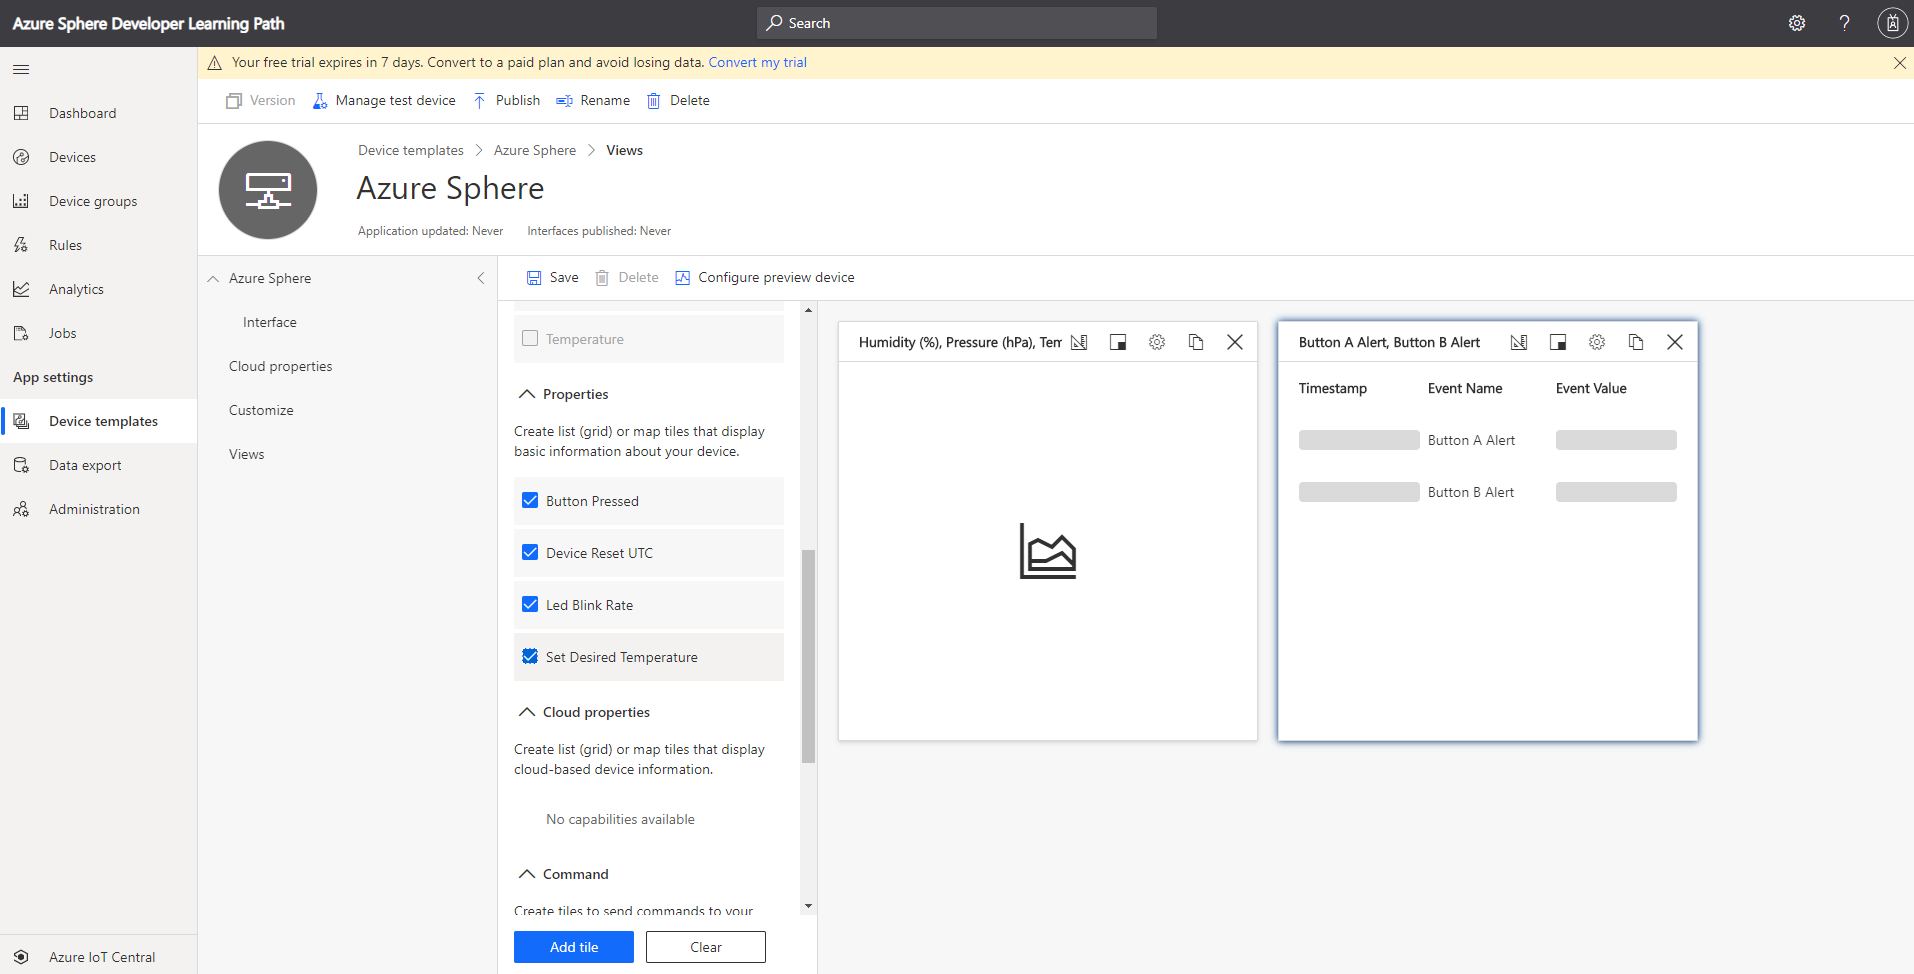 Azure Sphere Developer Learning Path
Search
?
Your free trial expires in 7 days. Convert to a paid plan and avoid losing data. Convert my trial
Version
Manage test device
Publish
Rename
Delete
Dashboard
Devices
Device groups
Rules
Analytics
Jobs
App settings
Device templates
Data export
Administration
Azure IoT Central
Device templates > Azure Sphere > Views
Azure Sphere
Application updated: Never
Interfaces published: Never
Azure Sphere
Interface
Cloud properties
Customize
Views
Save
Delete
Configure preview device
Temperature
Properties
Create list (grid) or map tiles that display
basic information about your device.
Button Pressed
Device Reset UTC
Led Blink Rate
Set Desired Temperature
Cloud properties
Create list (grid) or map tiles that display
cloud-based device information.
No capabilities available
Command
Create tiles to send commands to your
Add tile
Clear
Humidity (%), Pressure (hPa), Tem
Button A Alert, Button B Alert
Timestamp Event Name Event Value
Button A Alert
Button B Alert